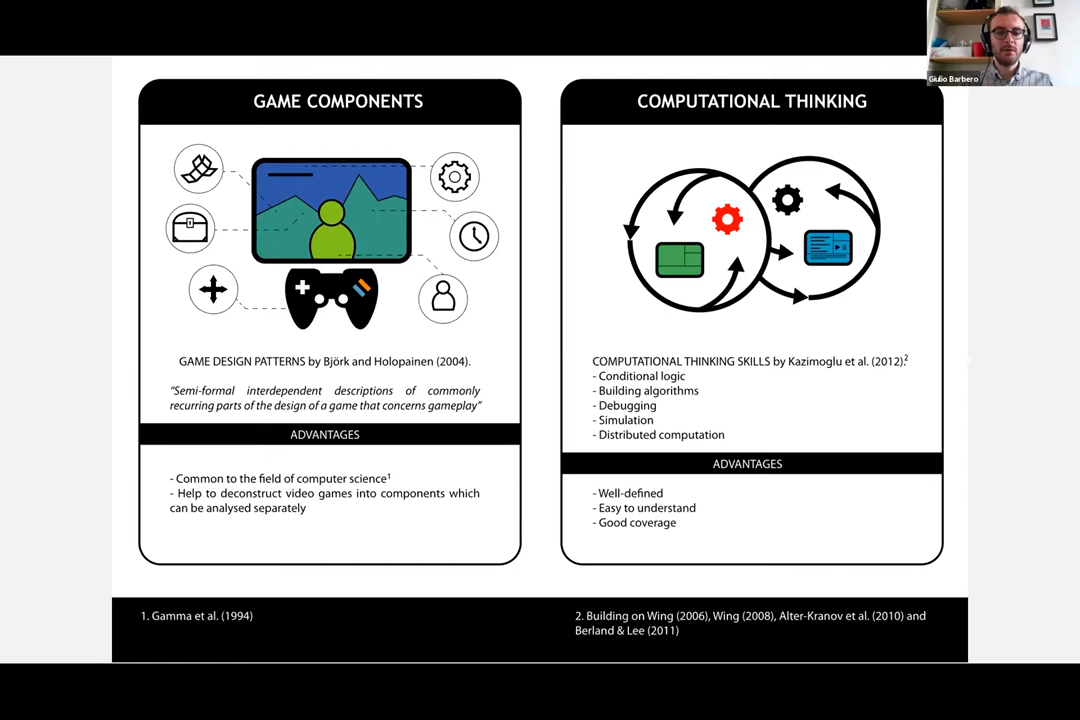 Giulio Barbero
GAME COMPONENTS
GAME DESIGN PATTERNS by Björk and Holopainen (2004).
“Semi-formal interdependent descriptions of commonly
recurring parts of the design of a game that concerns gameplay”
ADVANTAGES
- Common to the field of computer science1
- Help to deconstruct video games into components which
can be analysed separately
COMPUTATIONAL THINKING
COMPUTATIONAL THINKING SKILLS by Kazimoglu et al. (2012).2
- Conditional logic
- Building algorithms
- Debugging
- Simulation
- Distributed computation
ADVANTAGES
- Well-defined
- Easy to understand
- Good coverage
1. Gamma et al. (1994)
2. Building on Wing (2006), Wing (2008), Alter-Kranov et al. (2010) and
Berland & Lee (2011)